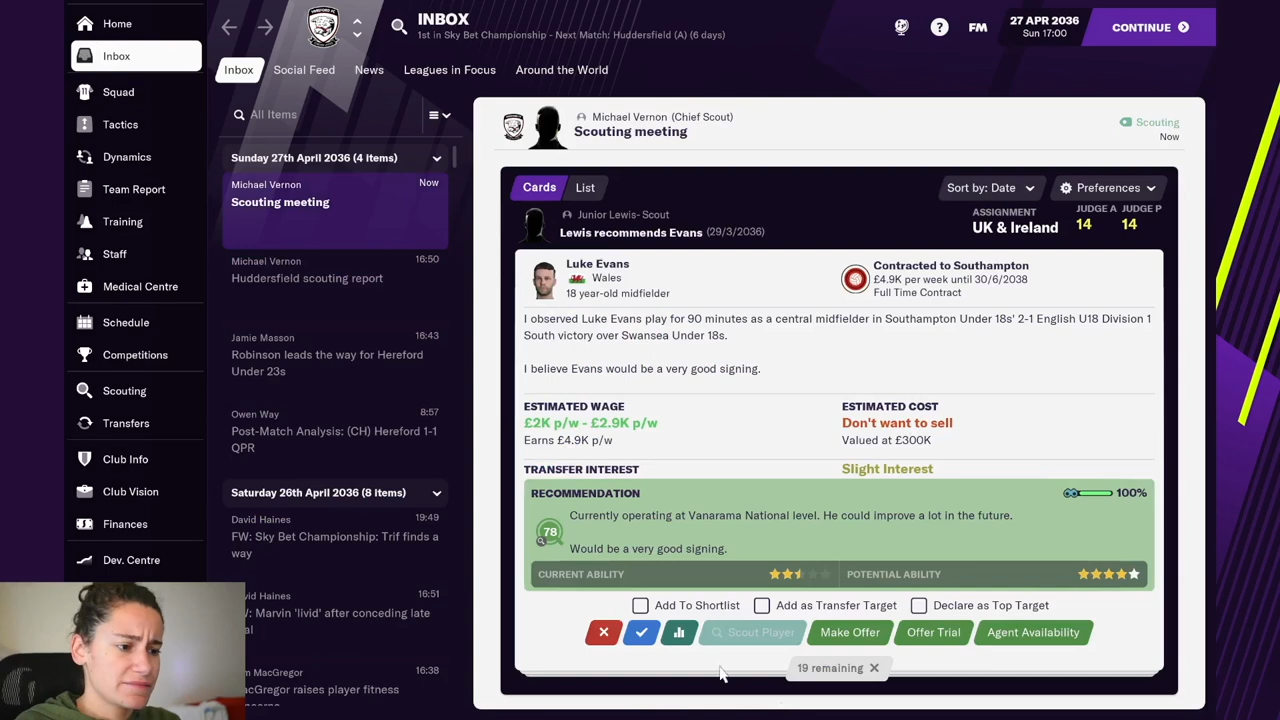 Home
Inbox
Squad
Tactics
Dynamics
Team Report
Training
Staff
Medical Centre
Schedule
Competitions
Scouting
Transfers
Club Info
Club Vision
Finances
Dev. Centre
INBOX
1st in Sky Bet Championship - Next Match: Huddersfield (A) (6 days)
?
FM
27 APR 2036
Sun 17:00
CONTINUE
Inbox
Social Feed
News
Leagues in Focus
Around the World
All Items
Sunday 27th April 2036 (4 items)
Michael Vernon
Now
Scouting meeting
Michael Vernon
16:50
Huddersfield scouting report
Jamie Masson
16:43
Robinson leads the way for Hereford
Under 23s
Owen Way
8:57
Post-Match Analysis: (CH) Hereford 1-1
QPR
Saturday 26th April 2036 (8 items)
David Haines
19:49
FW: Sky Bet Championship: Trif finds a
way
vid Haines
16:51
W: Marvin 'livid' after conceding late
al
MacGregor
16:38
acGregor raises player fitness
Michael Vernon (Chief Scout)
Scouting meeting
Scouting
Now
Cards
List
Sort by: Date
Preferences
Junior Lewis- Scout
Lewis recommends Evans (29/3/2036)
ASSIGNMENT
UK & Ireland
JUDGE A
14
JUDGE P
14
Luke Evans
Wales
18 year-old midfielder
Contracted to Southampton
£4.9K per week until 30/6/2038
Full Time Contract
I observed Luke Evans play for 90 minutes as a central midfielder in Southampton Under 18s' 2-1 English U18 Division 1
South victory over Swansea Under 18s.
I believe Evans would be a very good signing.
ESTIMATED WAGE
£2K p/w - £2.9K p/w
Earns £4.9K p/w
ESTIMATED COST
Don't want to sell
Valued at £300K
TRANSFER INTEREST
Slight Interest
RECOMMENDATION
100%
78
Currently operating at Vanarama National level. He could improve a lot in the future.
Would be a very good signing.
CURRENT ABILITY
POTENTIAL ABILITY
Add To Shortlist
Add as Transfer Target
Declare as Top Target
Scout Player
Make Offer
Offer Trial
Agent Availability
19 remaining